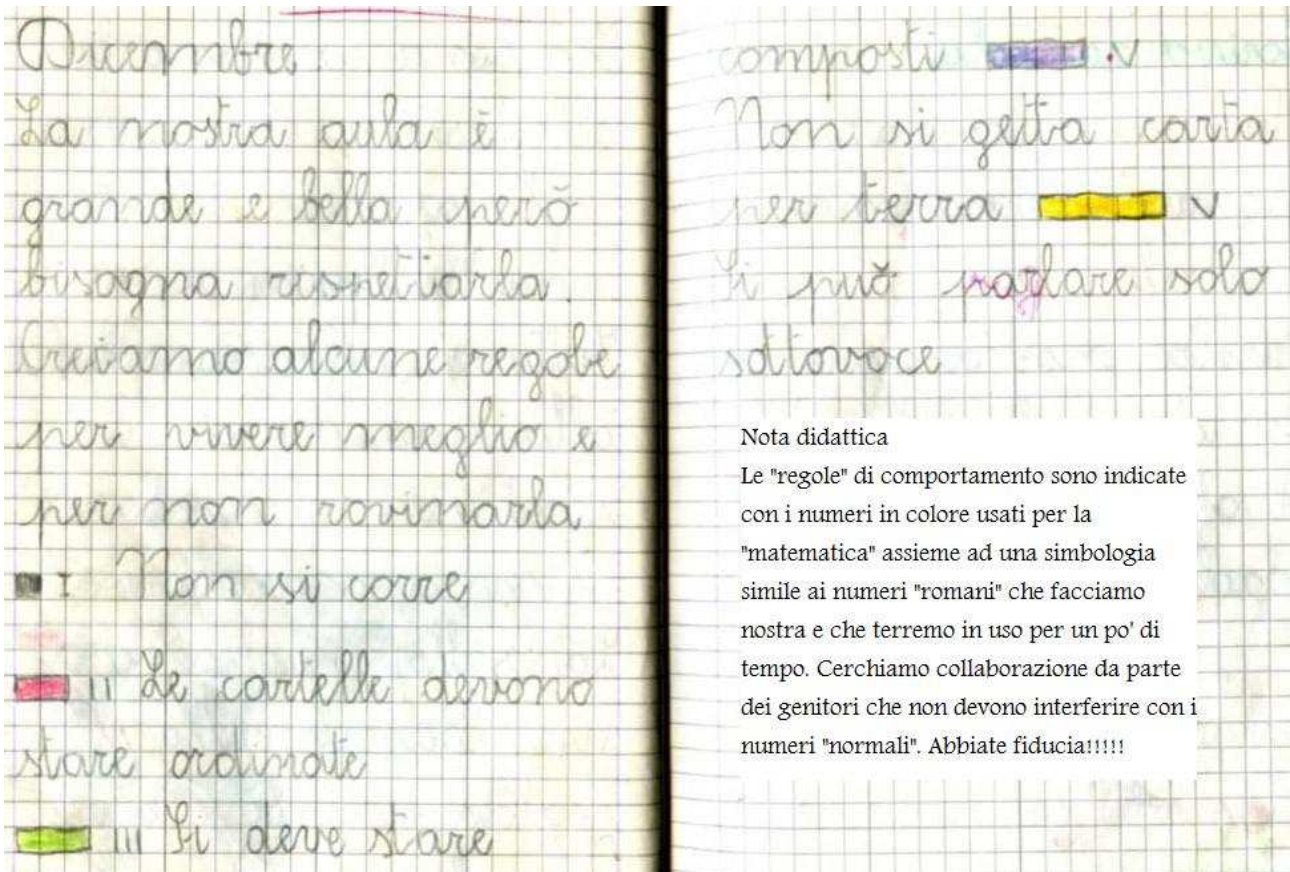 Dicembre
La nostra aula è
grande e bella però
bisogna rispettarla.
Creiamo alcune regole
per vivere meglio e
per non rovinarla
I Non si corre
II Le cartelle devono
stare ordinate
III Si deve stare
composti .V
Non si getta carta
per terra V
Si può parlare solo
sottovoce
Nota didattica
Le "regole" di comportamento sono indicate
con i numeri in colore usati per la
"matematica" assieme ad una simbologia
simile ai numeri "romani" che facciamo
nostra e che terremo in uso per un po' di
tempo. Cerchiamo collaborazione da parte
dei genitori che non devono interferire con i
numeri "normali". Abbiate fiducia!!!!!